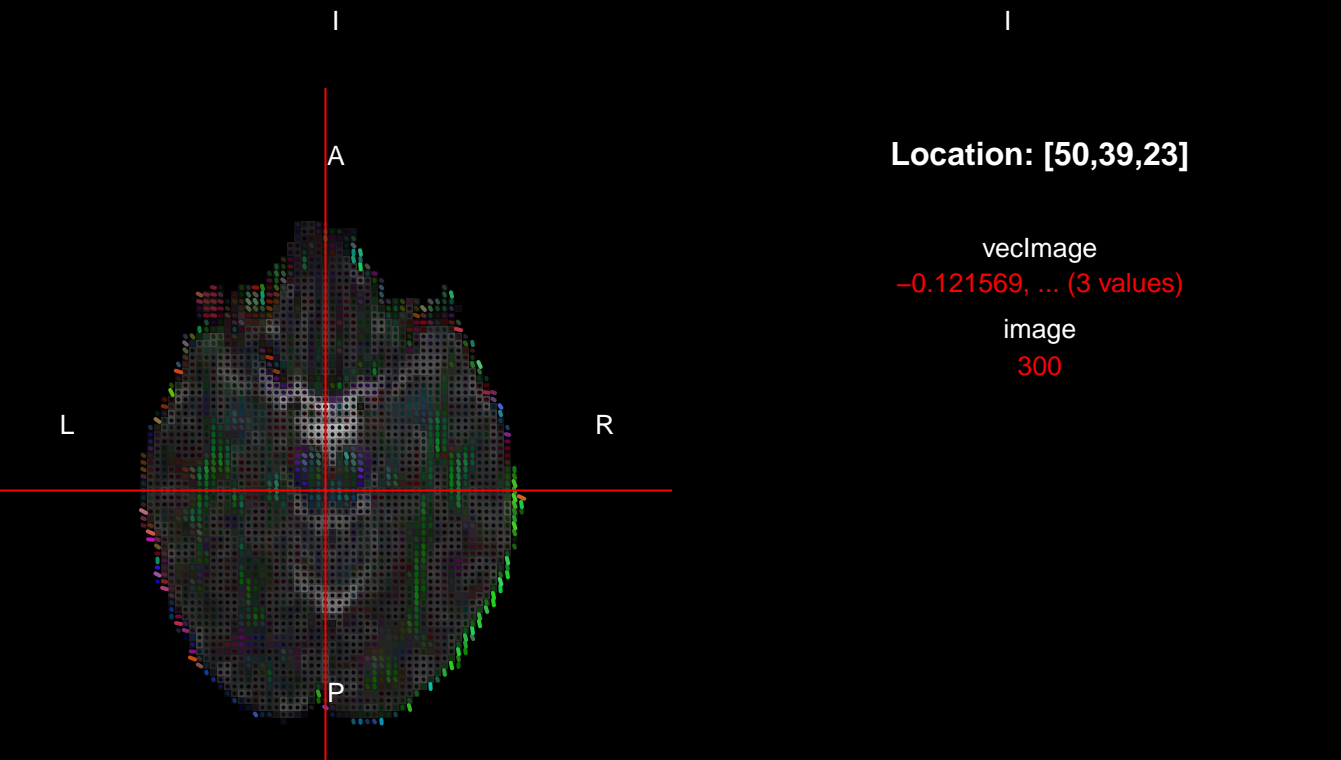 I
I
A
Location: [50,39,23]
vecImage
−0.121569, ... (3 values)
image
300
L
R
P